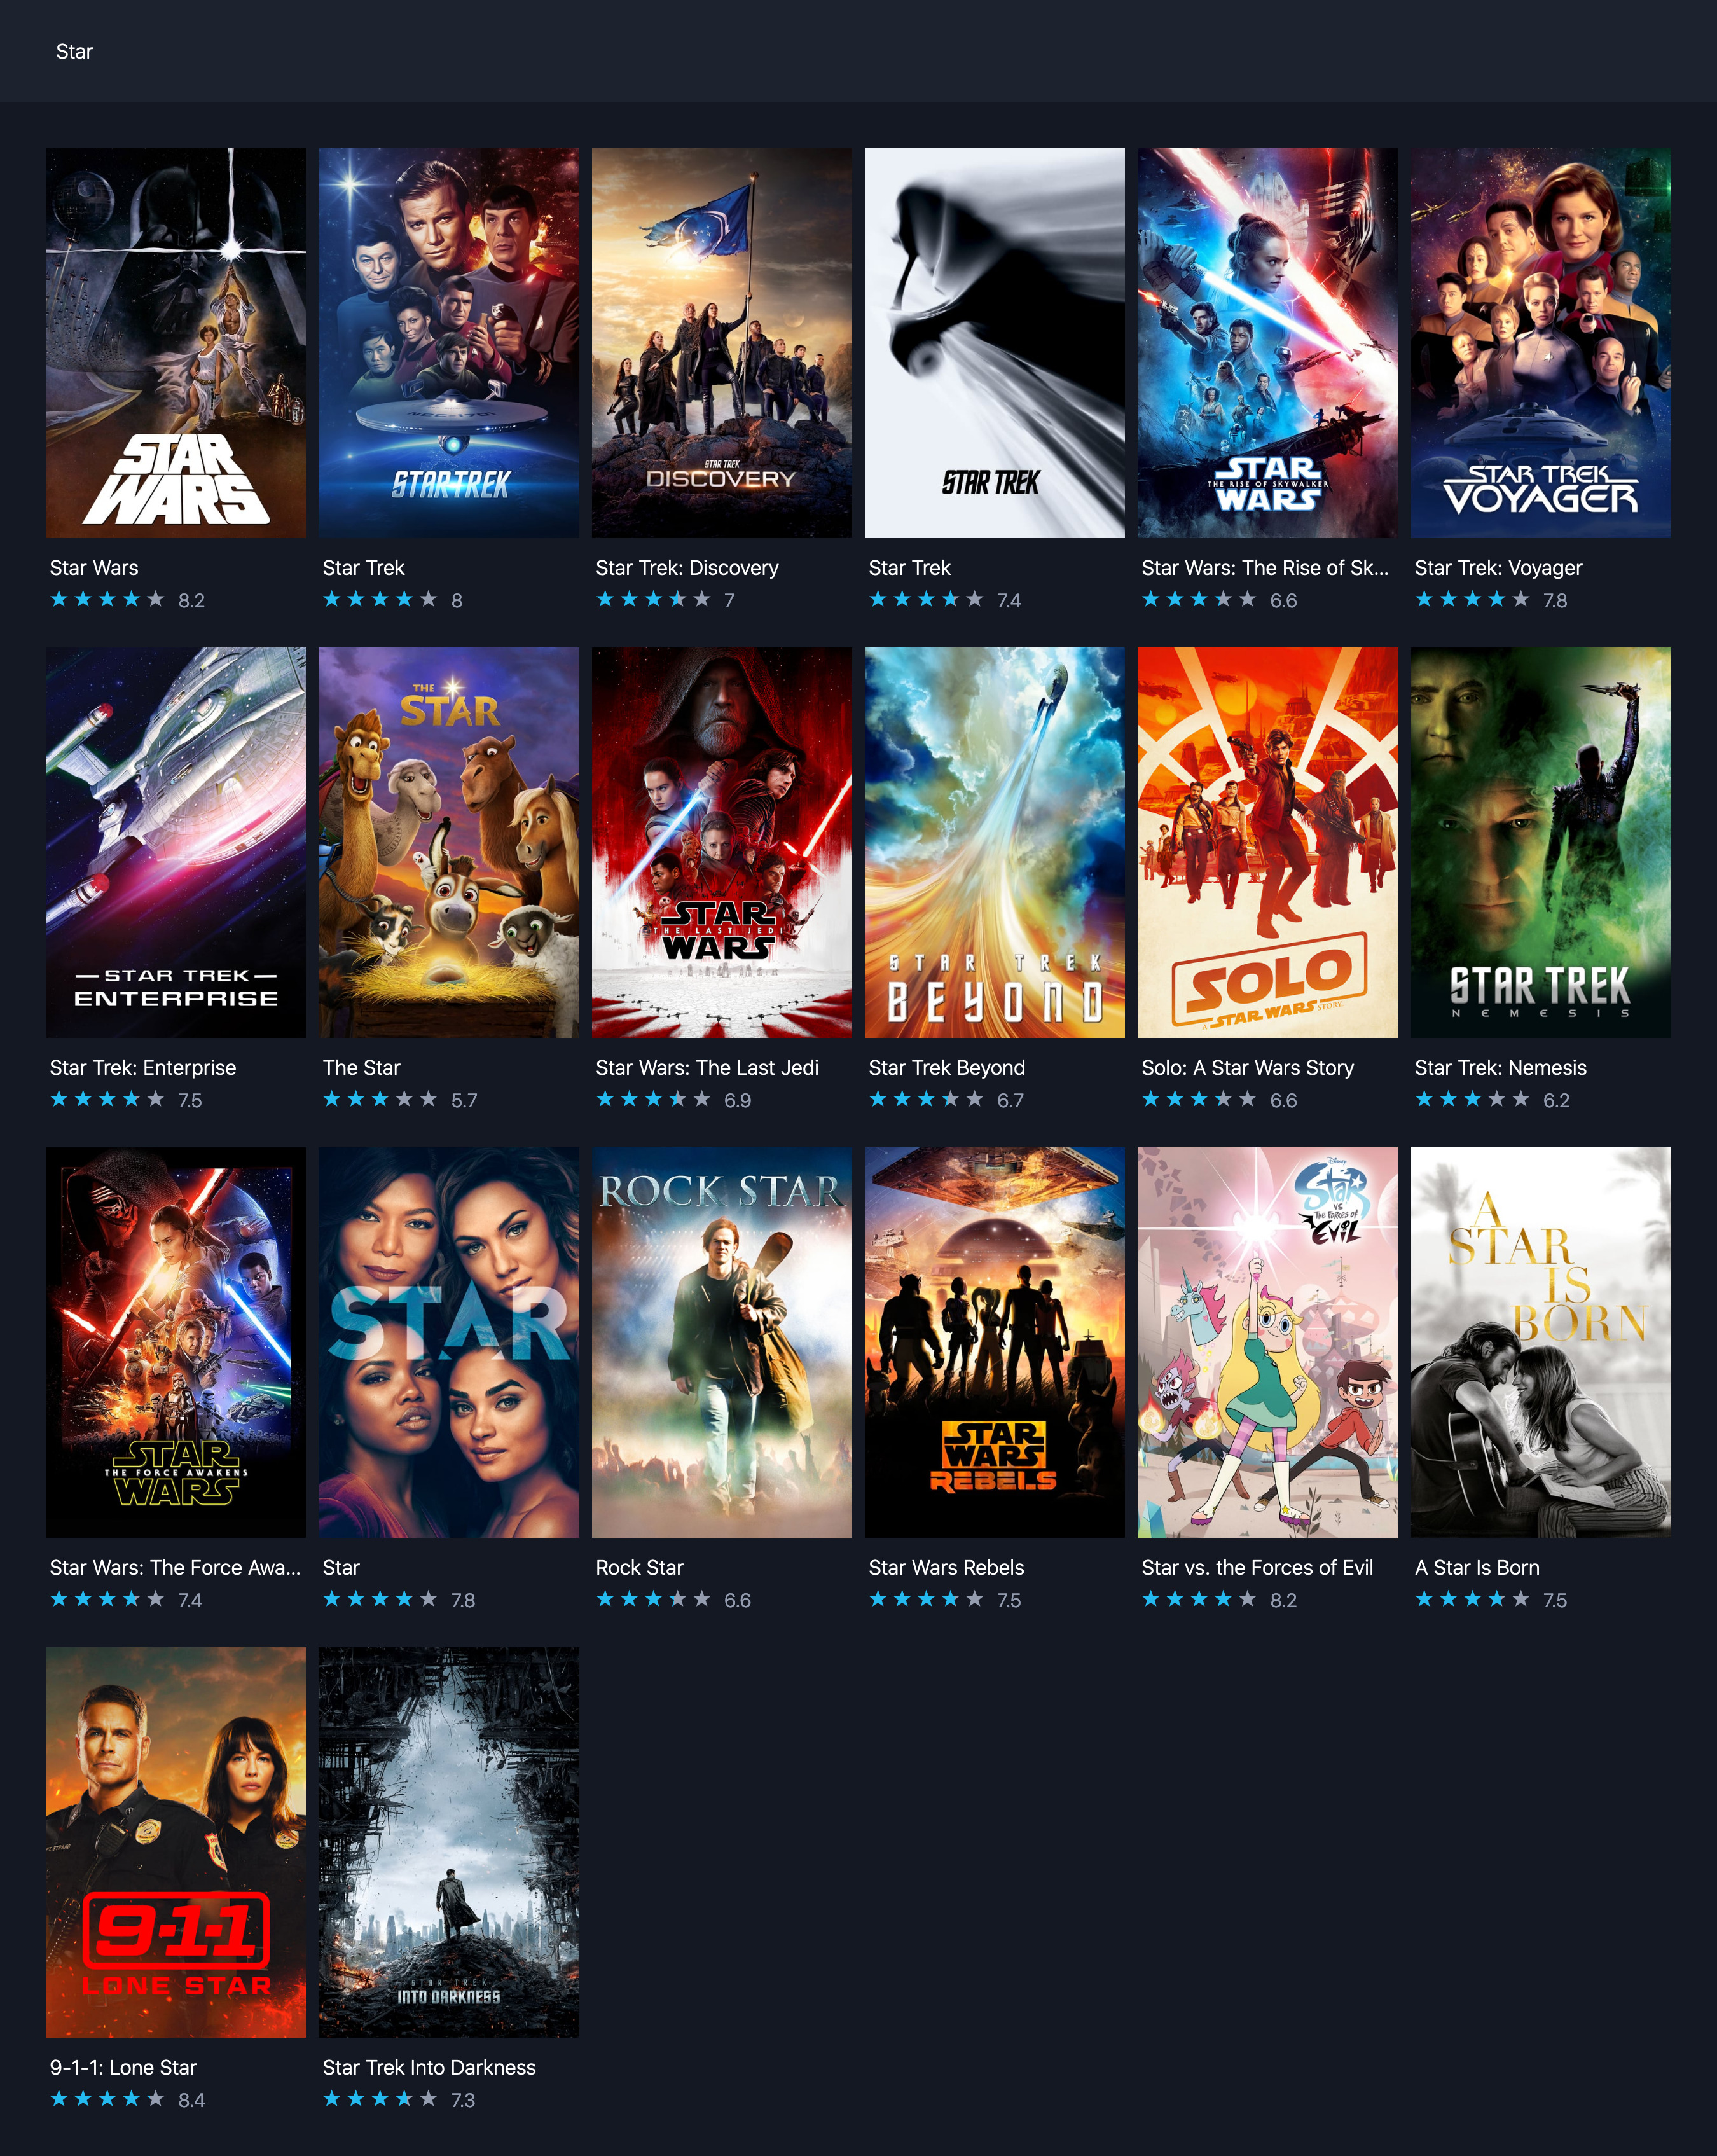 Star
STAR
WARS
STAR TREK
STAR TREK
DISCOVERY
STAR TREK
STAR
THE RISE OF SKYWALKER
WARS
STAR TREK
VOYAGER
Star Wars
8.2
Star Trek
8
Star Trek: Discovery
7
Star Trek
7.4
Star Wars: The Rise of Sk...
6.6
Star Trek: Voyager
7.8
STAR TREK
ENTERPRISE
THE
STAR
STAR
THE LAST JEDI
WARS
STAR TREK
BEYOND
SOLO
A STAR WARS STORY
STAR TREK
NEMESIS
Star Trek: Enterprise
7.5
The Star
5.7
Star Wars: The Last Jedi
6.9
Star Trek Beyond
6.7
Solo: A Star Wars Story
6.6
Star Trek: Nemesis
6.2
STAR
THE FORCE AWAKENS
WARS
STAR
ROCK STAR
STAR
WARS
REBELS
Disney
Star
vs
The Forces of
EViL
A
STAR
IS
BORN
Star Wars: The Force Awa...
7.4
Star
7.8
Rock Star
6.6
Star Wars Rebels
7.5
Star vs. the Forces of Evil
8.2
A Star Is Born
7.5
9-1-1
LONE STAR
STAR TREK
INTO DARKNESS
9-1-1: Lone Star
8.4
Star Trek Into Darkness
7.3